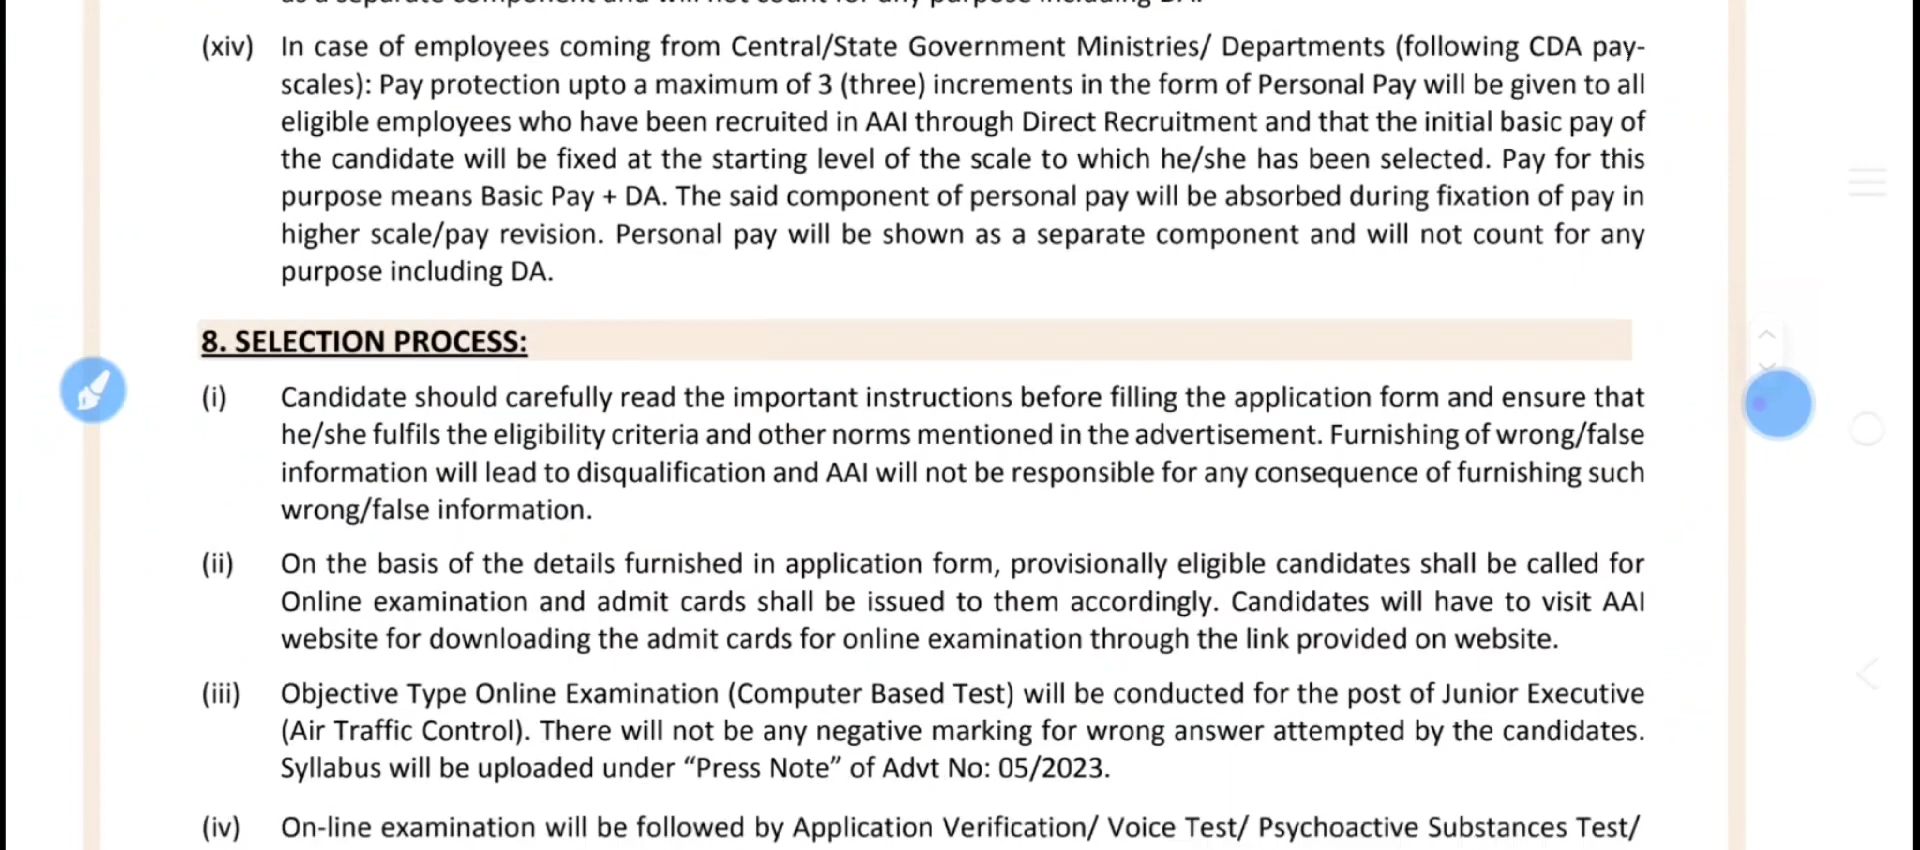 (xiv) In case of employees coming from Central/State Government Ministries/ Departments (following CDA pay-
scales): Pay protection upto a maximum of 3 (three) increments in the form of Personal Pay will be given to all
eligible employees who have been recruited in AAI through Direct Recruitment and that the initial basic pay of
the candidate will be fixed at the starting level of the scale to which he/she has been selected. Pay for this
purpose means Basic Pay + DA. The said component of personal pay will be absorbed during fixation of pay in
higher scale/pay revision. Personal pay will be shown as a separate component and will not count for any
purpose including DA.
8. SELECTION PROCESS:
(i) Candidate should carefully read the important instructions before filling the application form and ensure that
he/she fulfils the eligibility criteria and other norms mentioned in the advertisement. Furnishing of wrong/false
information will lead to disqualification and AAI will not be responsible for any consequence of furnishing such
wrong/false information.
(ii) On the basis of the details furnished in application form, provisionally eligible candidates shall be called for
Online examination and admit cards shall be issued to them accordingly. Candidates will have to visit AAI
website for downloading the admit cards for online examination through the link provided on website.
(iii) Objective Type Online Examination (Computer Based Test) will be conducted for the post of Junior Executive
(Air Traffic Control). There will not be any negative marking for wrong answer attempted by the candidates.
Syllabus will be uploaded under “Press Note” of Advt No: 05/2023.
(iv) On-line examination will be followed by Application Verification/ Voice Test/ Psychoactive Substances Test/